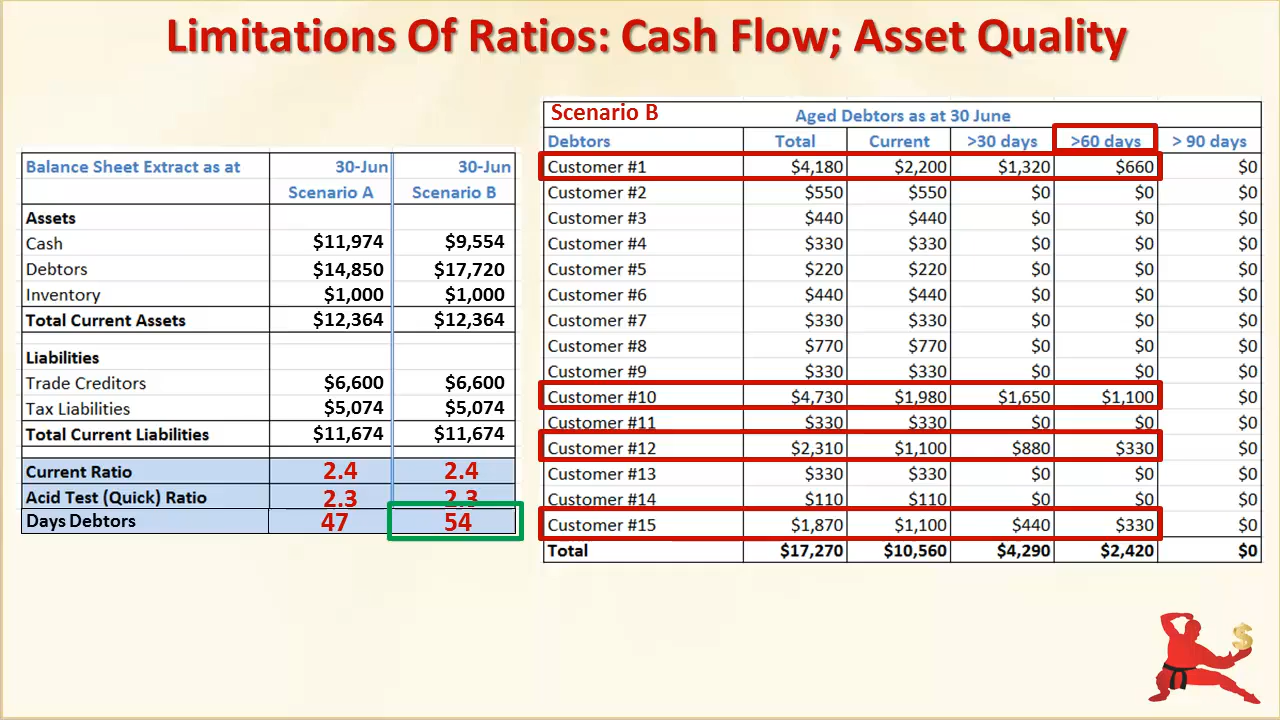 Limitations Of Ratios: Cash Flow; Asset Quality
Balance Sheet Extract as at 30-Jun 30-Jun
Scenario A Scenario B
Assets
Cash $11,974 $9,554
Debtors $14,850 $17,720
Inventory $1,000 $1,000
Total Current Assets $12,364 $12,364
Liabilities
Trade Creditors $6,600 $6,600
Tax Liabilities $5,074 $5,074
Total Current Liabilities $11,674 $11,674
Current Ratio 2.4 2.4
Acid Test (Quick) Ratio 2.3 2.3
Days Debtors 47 54
Scenario B Aged Debtors as at 30 June
Debtors Total Current >30 days >60 days > 90 days
Customer #1 $4,180 $2,200 $1,320 $660 $0
Customer #2 $550 $550 $0 $0 $0
Customer #3 $440 $440 $0 $0 $0
Customer #4 $330 $330 $0 $0 $0
Customer #5 $220 $220 $0 $0 $0
Customer #6 $440 $440 $0 $0 $0
Customer #7 $330 $330 $0 $0 $0
Customer #8 $770 $770 $0 $0 $0
Customer #9 $330 $330 $0 $0 $0
Customer #10 $4,730 $1,980 $1,650 $1,100 $0
Customer #11 $330 $330 $0 $0 $0
Customer #12 $2,310 $1,100 $880 $330 $0
Customer #13 $330 $330 $0 $0 $0
Customer #14 $110 $110 $0 $0 $0
Customer #15 $1,870 $1,100 $440 $330 $0
Total $17,270 $10,560 $4,290 $2,420 $0
$